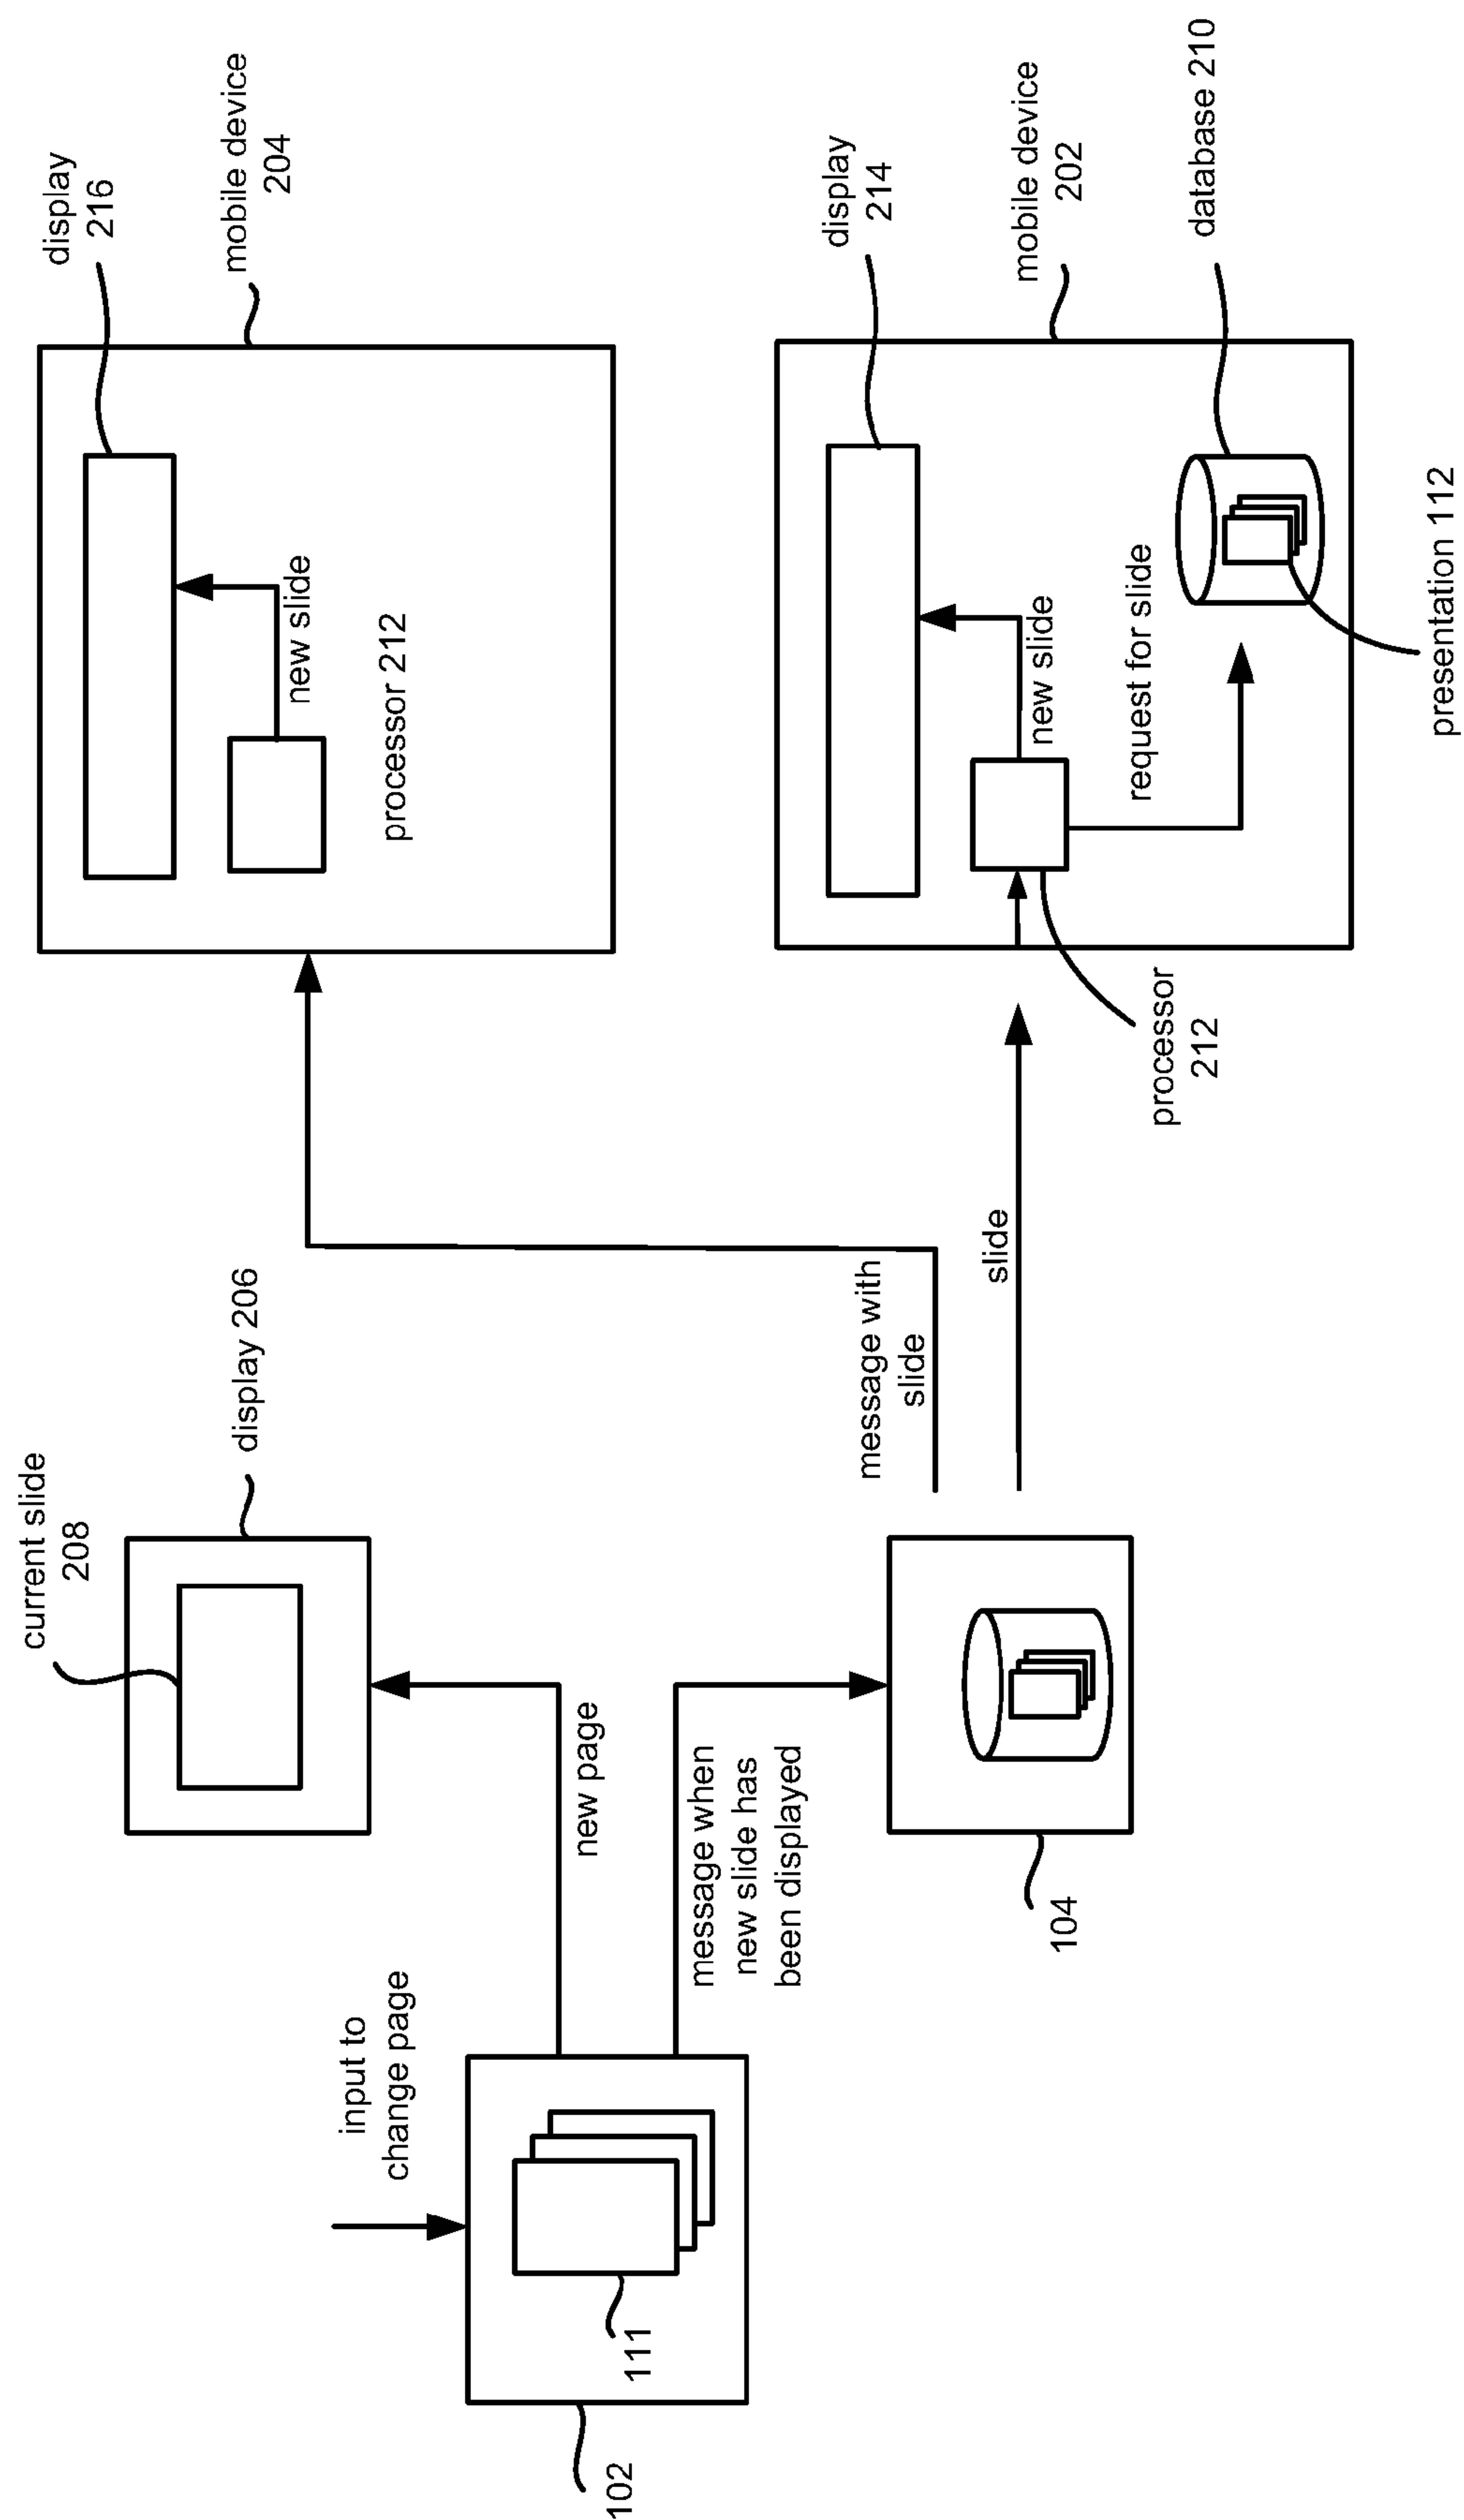 current slide
208
display 206
display
216
mobile device
204
new slide
processor 212
input to
change page
new page
message when
new slide has
been displayed
111
102
104
message with
slide
slide
display
214
mobile device
202
new slide
request for slide
database 210
processor
212
presentation 112